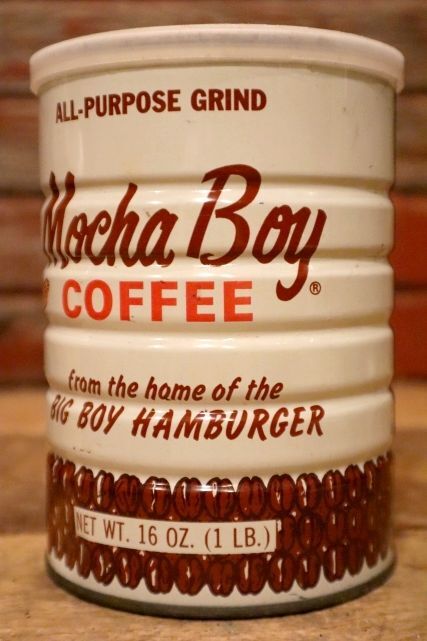 ALL-PURPOSE GRIND
Mocha Boy®
COFFEE
from the home of the
BIG BOY HAMBURGER
NET WT. 16 OZ. (1 LB.)